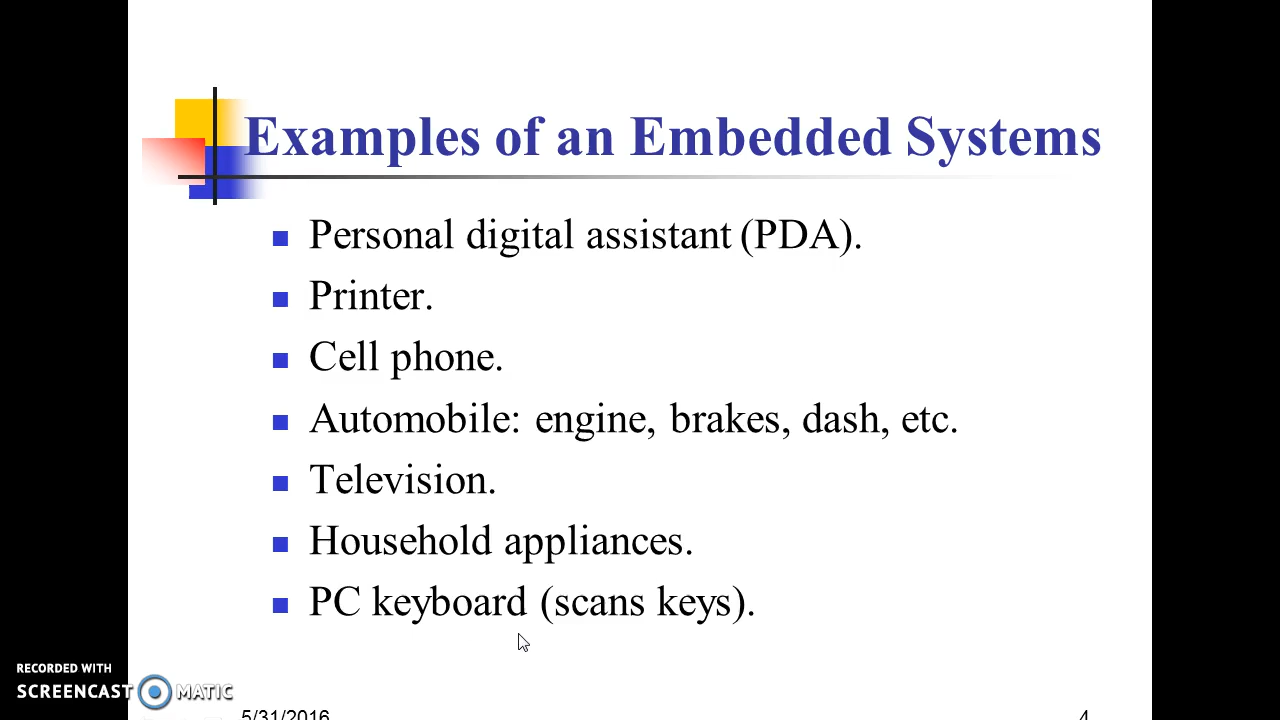 Examples of an Embedded Systems
Personal digital assistant (PDA).
Printer.
Cell phone.
Automobile: engine, brakes, dash, etc.
Television.
Household appliances.
PC keyboard (scans keys).
RECORDED WITH
SCREENCAST MATIC
5/31/2016
4